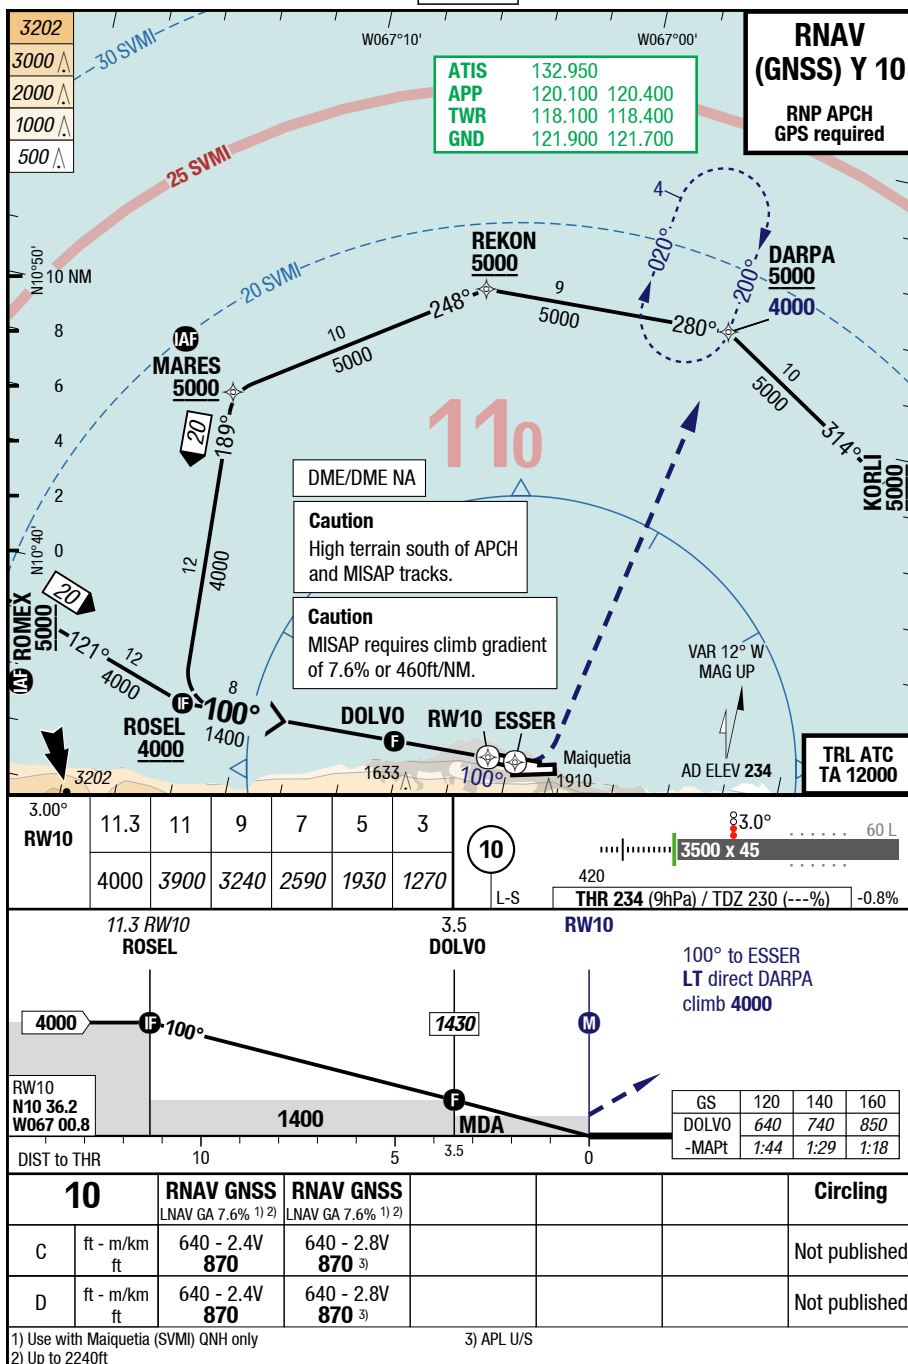 3202
3000
2000
1000
500
30 SVMI
W067°10'
W067°00'
ATIS 132.950
APP 120.100 120.400
TWR 118.100 118.400
GND 121.900 121.700
RNAV
(GNSS) Y 10
RNP APCH
GPS required
25 SVMI
20 SVMI
4
020°
200°
N10°50'
10 NM
8
6
4
2
0
N10°40'
REKON
5000
DARPA
5000
4000
248°
9
5000
280°
10
5000
314°
KORLI
5000
IAF
MARES
5000
10
5000
20
189°
12
4000
110
DME/DME NA
Caution
High terrain south of APCH
and MISAP tracks.
Caution
MISAP requires climb gradient
of 7.6% or 460ft/NM.
20
IAF
ROMEX
5000
121°
12
4000
IF
ROSEL
4000
8
100°
1400
DOLVO
F
RW10
ESSER
100°
Maiquetia
1633
1910
3202
VAR 12° W
MAG UP
AD ELEV 234
TRL ATC
TA 12000
3.00°
RW10
11.3 11 9 7 5 3
4000 3900 3240 2590 1930 1270
10
L-S
3.0°
60 L
3500 x 45
420
THR 234 (9hPa) / TDZ 230 (---%)
-0.8%
11.3 RW10
ROSEL
3.5
DOLVO
RW10
100° to ESSER
LT direct DARPA
climb 4000
4000
IF
100°
1430
M
RW10
N10 36.2
W067 00.8
1400
F
MDA
GS 120 140 160
DOLVO 640 740 850
-MAPt 1:44 1:29 1:18
DIST to THR
10
5
3.5
0
10
RNAV GNSS
LNAV GA 7.6% 1) 2)
RNAV GNSS
LNAV GA 7.6% 1) 2)
Circling
C
ft - m/km
ft
640 - 2.4V
870
640 - 2.8V
870 3)
Not published
D
ft - m/km
ft
640 - 2.4V
870
640 - 2.8V
870 3)
Not published
1) Use with Maiquetia (SVMI) QNH only
3) APL U/S
2) Up to 2240ft